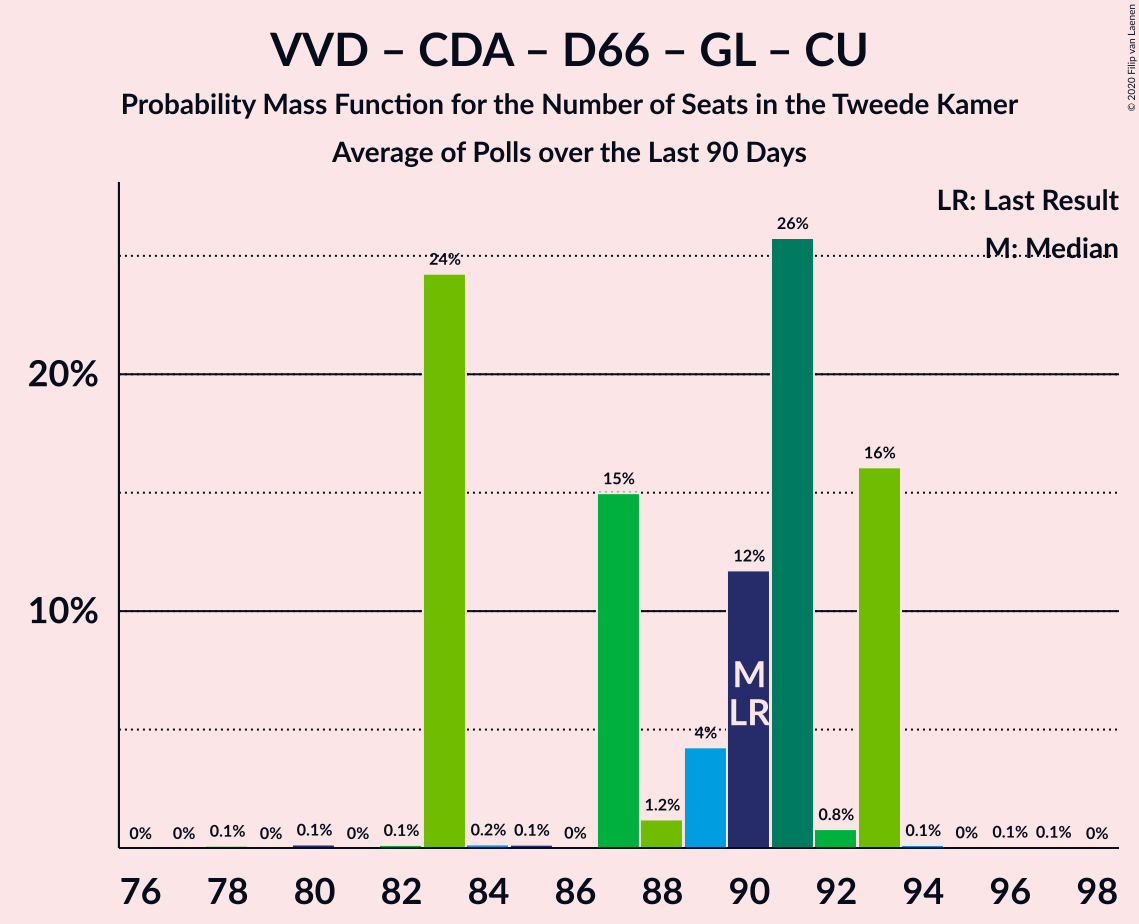 © 2020 Filip van Laenen
VVD – CDA – D66 – GL – CU
Probability Mass Function for the Number of Seats in the Tweede Kamer
Average of Polls over the Last 90 Days
LR: Last Result
M: Median
20%
10%
0% 0% 0.1% 0% 0.1% 0% 0.1% 24% 0.2% 0.1% 0% 15% 1.2% 4% 12% 26% 0.8% 16% 0.1% 0% 0.1% 0.1% 0%
M
LR
76 78 80 82 84 86 88 90 92 94 96 98